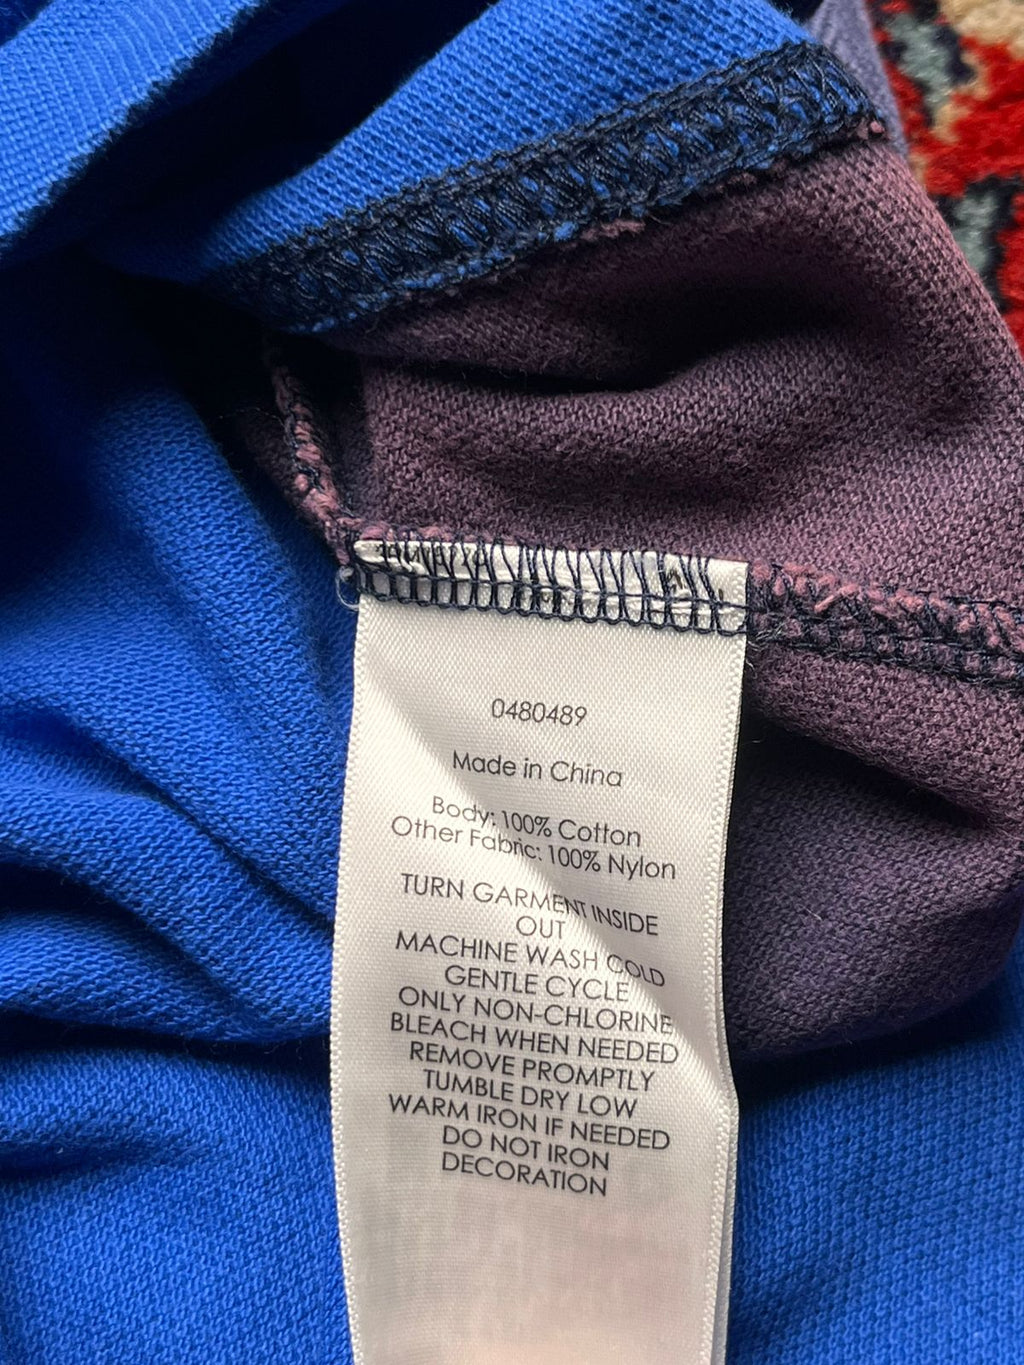 0480489
Made in China
Body: 100% Cotton
Other Fabric: 100% Nylon
TURN GARMENT INSIDE
OUT
MACHINE WASH COLD
GENTLE CYCLE
ONLY NON-CHLORINE
BLEACH WHEN NEEDED
REMOVE PROMPTLY
TUMBLE DRY LOW
WARM IRON IF NEEDED
DO NOT IRON
DECORATION